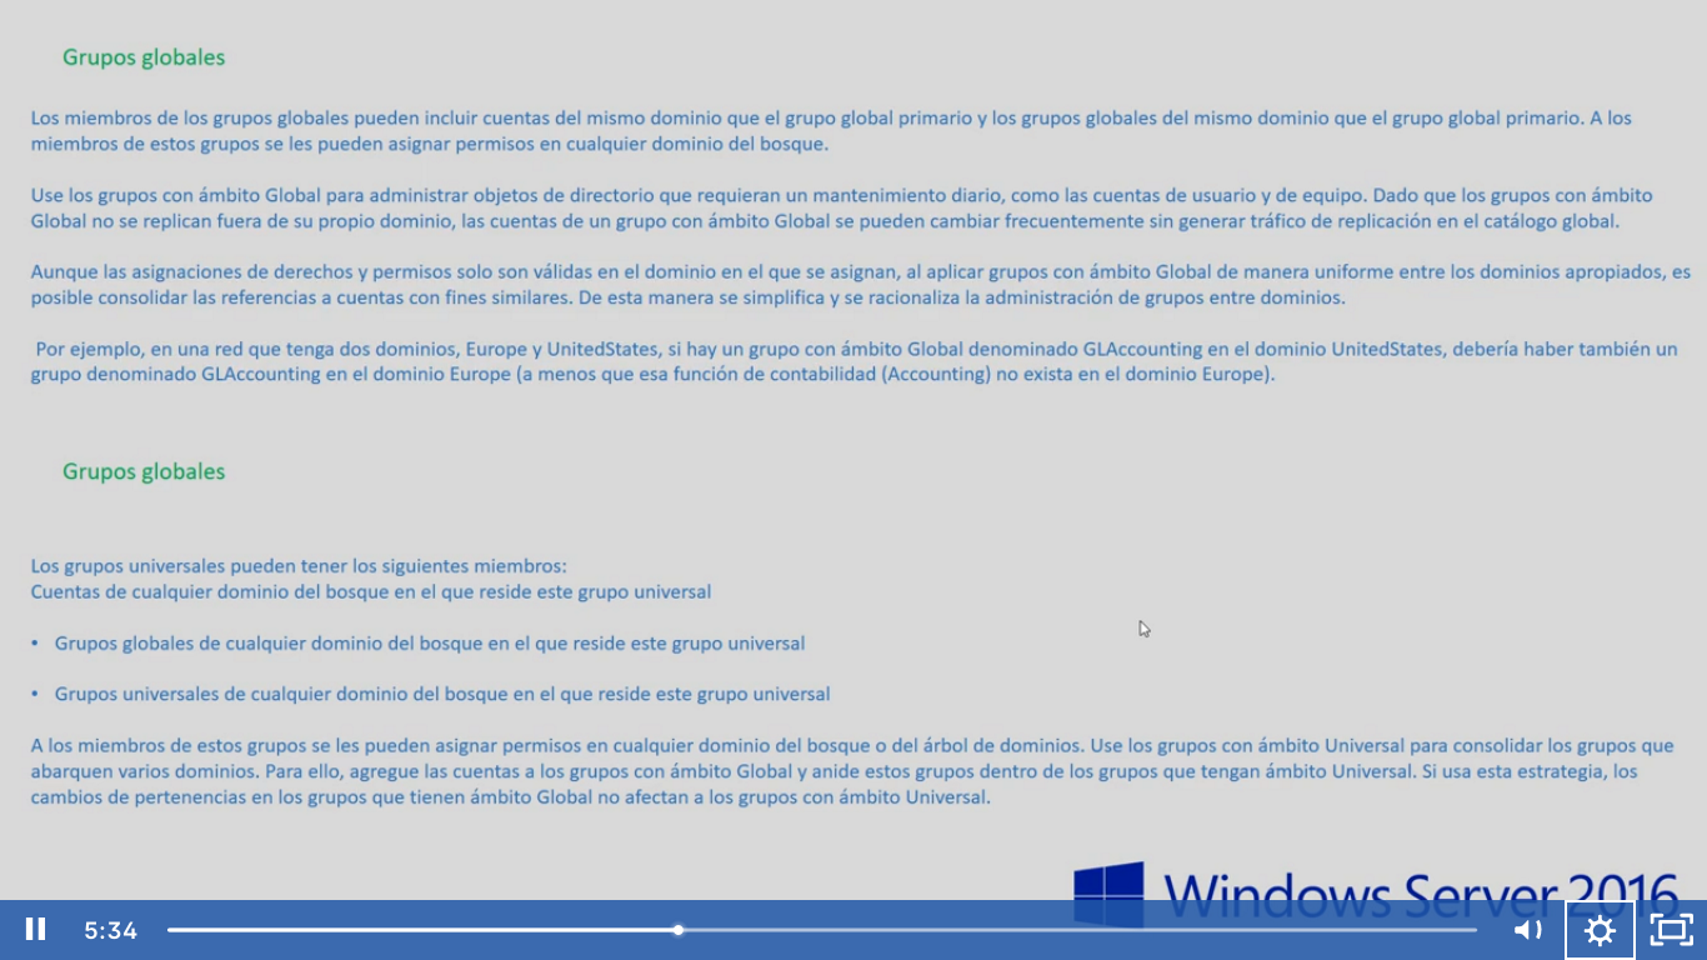 Grupos globales
Los miembros de los grupos globales pueden incluir cuentas del mismo dominio que el grupo global primario y los grupos globales del mismo dominio que el grupo global primario. A los
miembros de estos grupos se les pueden asignar permisos en cualquier dominio del bosque.
Use los grupos con ámbito Global para administrar objetos de directorio que requieran un mantenimiento diario, como las cuentas de usuario y de equipo. Dado que los grupos con ámbito
Global no se replican fuera de su propio dominio, las cuentas de un grupo con ámbito Global se pueden cambiar frecuentemente sin generar tráfico de replicación en el catálogo global.
Aunque las asignaciones de derechos y permisos solo son válidas en el dominio en el que se asignan, al aplicar grupos con ámbito Global de manera uniforme entre los dominios apropiados, es
posible consolidar las referencias a cuentas con fines similares. De esta manera se simplifica y se racionaliza la administración de grupos entre dominios.
Por ejemplo, en una red que tenga dos dominios, Europe y UnitedStates, si hay un grupo con ámbito Global denominado GLAccounting en el dominio UnitedStates, debería haber también un
grupo denominado GLAccounting en el dominio Europe (a menos que esa función de contabilidad (Accounting) no exista en el dominio Europe).
Grupos globales
Los grupos universales pueden tener los siguientes miembros:
Cuentas de cualquier dominio del bosque en el que reside este grupo universal
• Grupos globales de cualquier dominio del bosque en el que reside este grupo universal
• Grupos universales de cualquier dominio del bosque en el que reside este grupo universal
A los miembros de estos grupos se les pueden asignar permisos en cualquier dominio del bosque o del árbol de dominios. Use los grupos con ámbito Universal para consolidar los grupos que
abarquen varios dominios. Para ello, agregue las cuentas a los grupos con ámbito Global y anide estos grupos dentro de los grupos que tengan ámbito Universal. Si usa esta estrategia, los
cambios de pertenencias en los grupos que tienen ámbito Global no afectan a los grupos con ámbito Universal.
Windows Server 2016
5:34